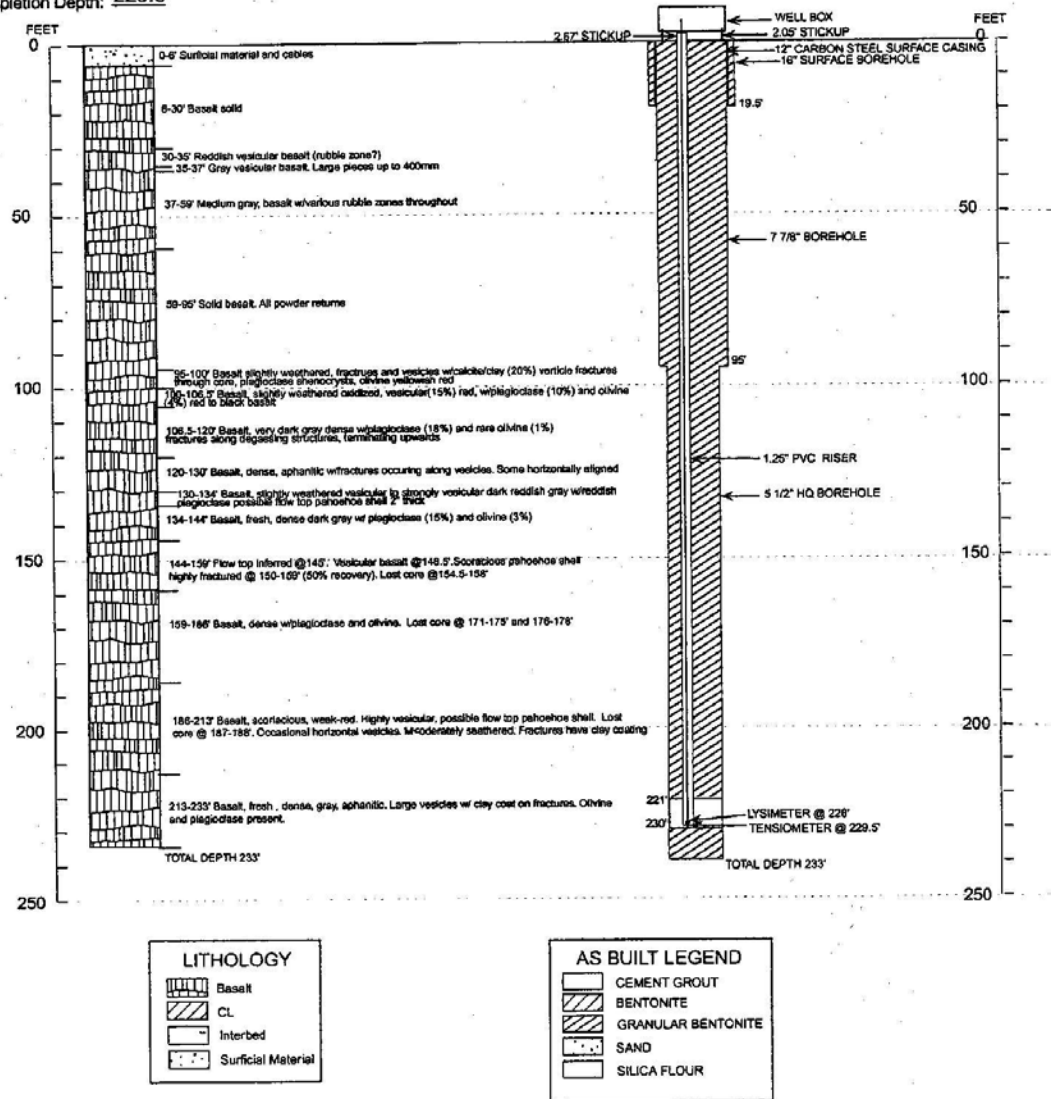 pletion Depth:
FEET
0
50
100
150
200
250
0-6' Surficial material and cables
6-30' Basalt solid
30-35' Reddish vesicular basalt (rubble zone?)
35-37' Gray vesicular basalt. Large pieces up to 400mm
37-59' Medium gray, basalt w/various rubble zones throughout
59-95' Solid basalt. All powder returns
95-100' Basalt slightly weathered, fractrues and vesicles w/calcite/clay (20%) verticle fractures
through core, plagioclase phenocrysts, olivine yellowish red
100-106.5' Basalt, slightly weathered oxidized, vesicular(15%) red, w/plagioclase (10%) and olivine
(4%) red to black basalt
106.5-120' Basalt, very dark gray dense w/plagioclase (18%) and rare olivine (1%)
fractures along degassing structures, terminating upwards
120-130' Basalt, dense, aphanitic w/fractures occuring along vesicles. Some horizontally aligned
130-134' Basalt, slightly weathered vesicular to strongly vesicular dark reddish gray w/reddish
plagioclase possible flow top pahoehoe shell 2" thick
134-144' Basalt, fresh, dense dark gray w/ plagioclase (15%) and olivine (3%)
144-159' Flow top inferred @145'. Vesicular basalt @148.5'. Scoracious pahoehoe shell
highly fractured @ 150-159' (50% recovery). Lost core @154.5-158'
159-186' Basalt, dense w/plagioclase and olivine. Lost core @ 171-175' and 176-178'
186-213' Basalt, scoriacious, weak-red. Highly vesicular, possible flow top pahoehoe shell. Lost
core @ 187-188'. Occasional horizontal vesicles. Mcoderately seathered. Fractures have clay coating
213-233' Basalt, fresh , dense, gray, aphanitic. Large vesicles w/ clay coat on fractures. Olivine
and plagioclase present.
TOTAL DEPTH 233'
WELL BOX
2.67' STICKUP
2.05' STICKUP
12" CARBON STEEL SURFACE CASING
16" SURFACE BOREHOLE
19.5'
7 7/8" BOREHOLE
95'
1.25" PVC RISER
5 1/2" HQ BOREHOLE
221'
230'
LYSIMETER @ 228'
TENSIOMETER @ 229.5'
TOTAL DEPTH 233'
FEET
0
50
100
150
200
250
LITHOLOGY
Basalt
CL
Interbed
Surficial Material
AS BUILT LEGEND
CEMENT GROUT
BENTONITE
GRANULAR BENTONITE
SAND
SILICA FLOUR